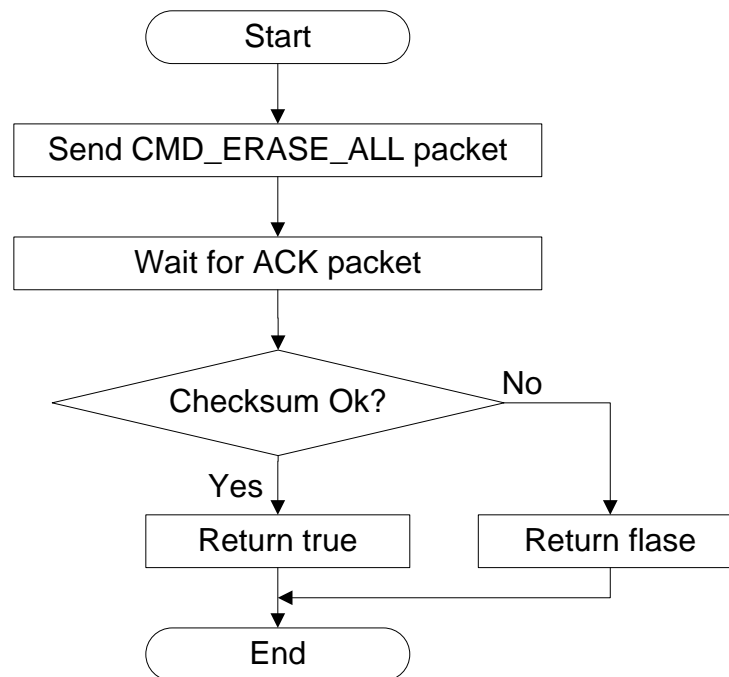 Start
Send CMD_ERASE_ALL packet
Wait for ACK packet
Checksum Ok?
No
Yes
Return true
Return flase
End